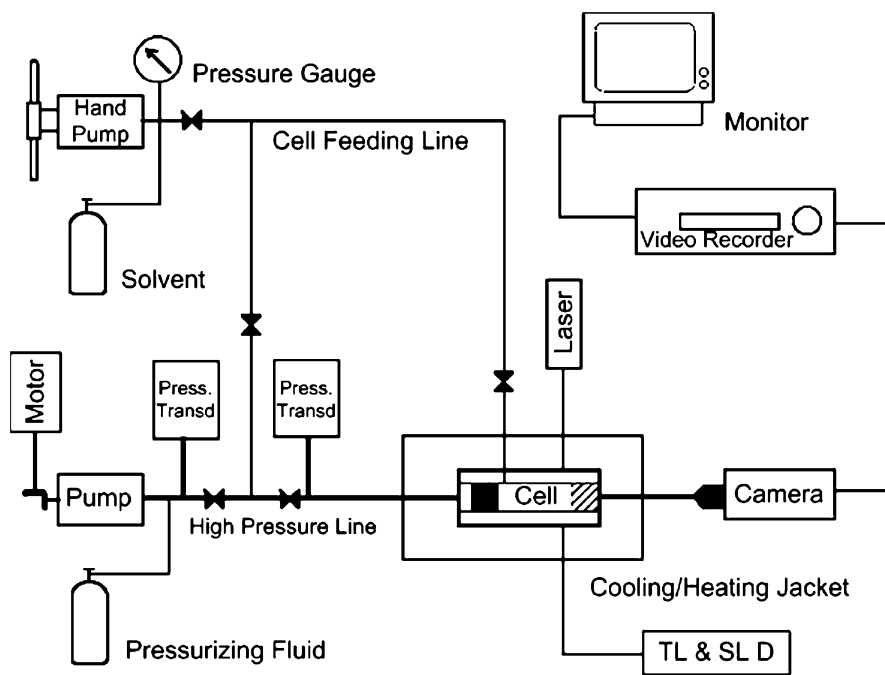 Pressure Gauge
Hand
Pump
Cell Feeding Line
Monitor
Video Recorder
Solvent
Laser
Motor
Press.
Transd
Press.
Transd
Pump
Cell
Camera
High Pressure Line
Cooling/Heating Jacket
Pressurizing Fluid
TL & SL D